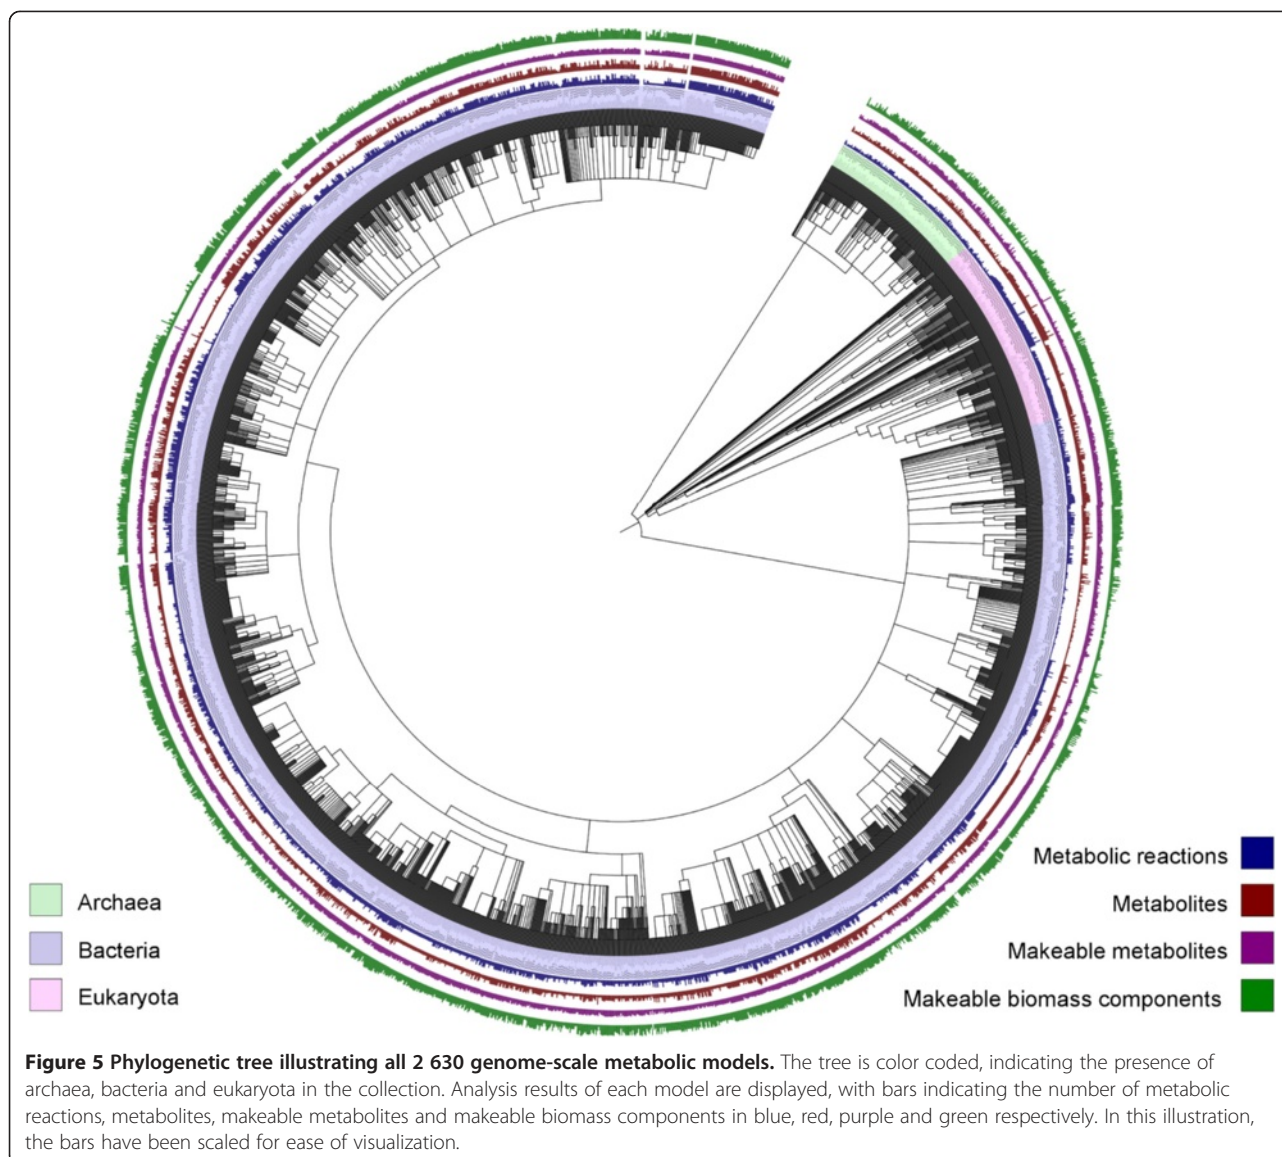 Archaea
Bacteria
Eukaryota
Metabolic reactions
Metabolites
Makeable metabolites
Makeable biomass components
Figure 5 Phylogenetic tree illustrating all 2 630 genome-scale metabolic models. The tree is color coded, indicating the presence of
archaea, bacteria and eukaryota in the collection. Analysis results of each model are displayed, with bars indicating the number of metabolic
reactions, metabolites, makeable metabolites and makeable biomass components in blue, red, purple and green respectively. In this illustration,
the bars have been scaled for ease of visualization.